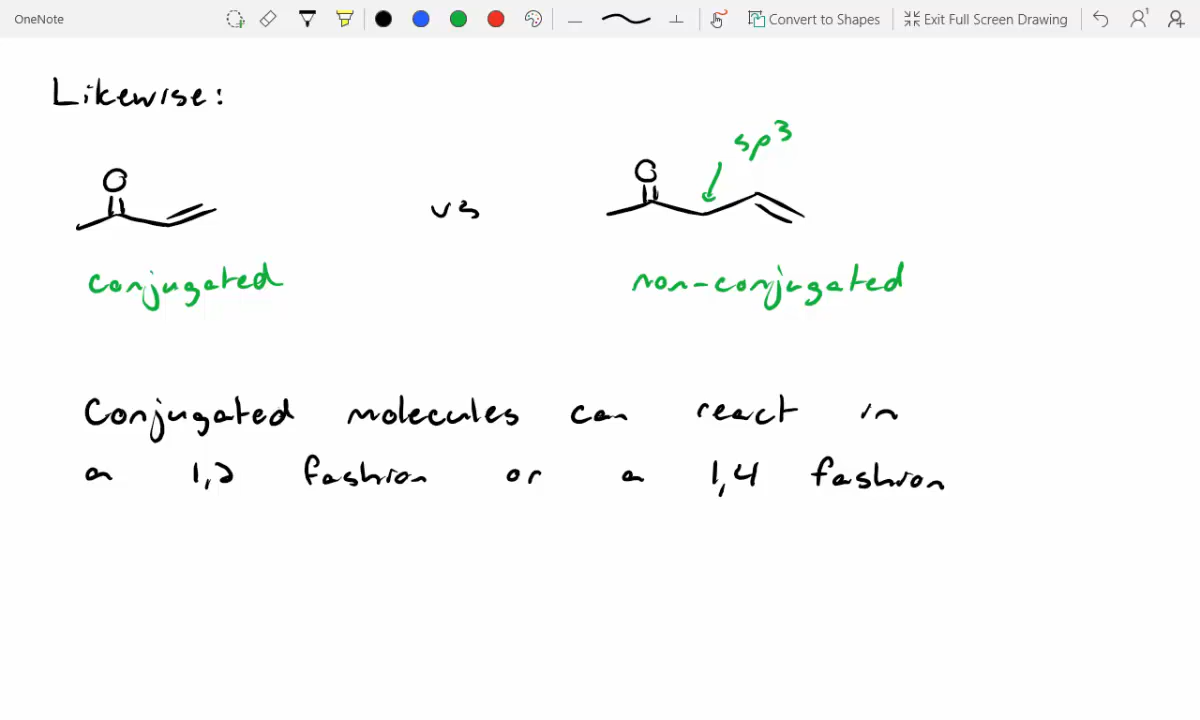 OneNote
Convert to Shapes
Exit Full Screen Drawing
1
Likewise:
sp3
O
O
vs
conjugated
non-conjugated
Conjugated molecules can react in
a 1,2 fashion or a 1,4 fashion